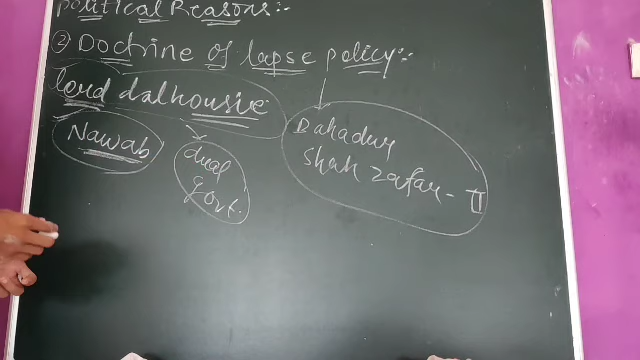 political Reasons:-
② Doctrine of lapse policy:-
lord dalhousie
Nawab
dual
govt.
Bahadur
Shah zafar - II